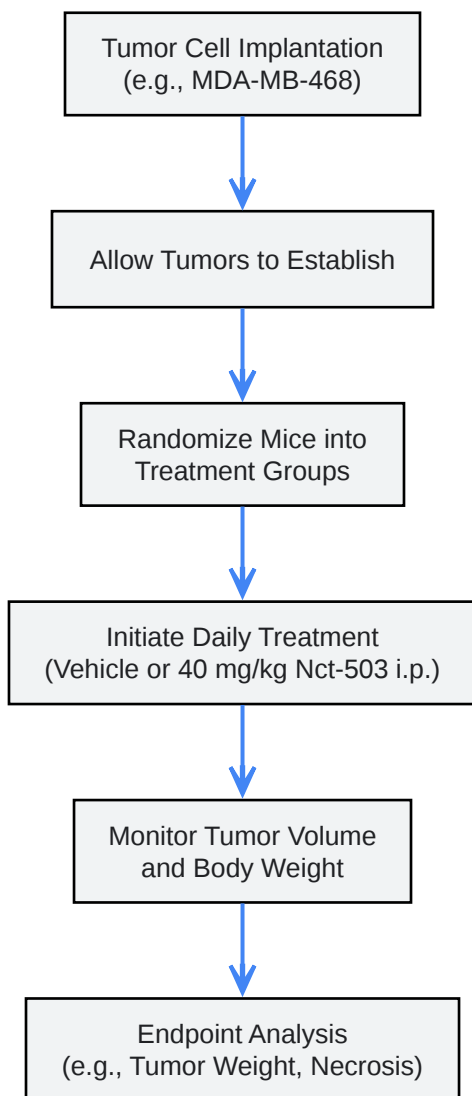 Tumor Cell Implantation
(e.g., MDA-MB-468)
Allow Tumors to Establish
Randomize Mice into
Treatment Groups
Initiate Daily Treatment
(Vehicle or 40 mg/kg Nct-503 i.p.)
Monitor Tumor Volume
and Body Weight
Endpoint Analysis
(e.g., Tumor Weight, Necrosis)